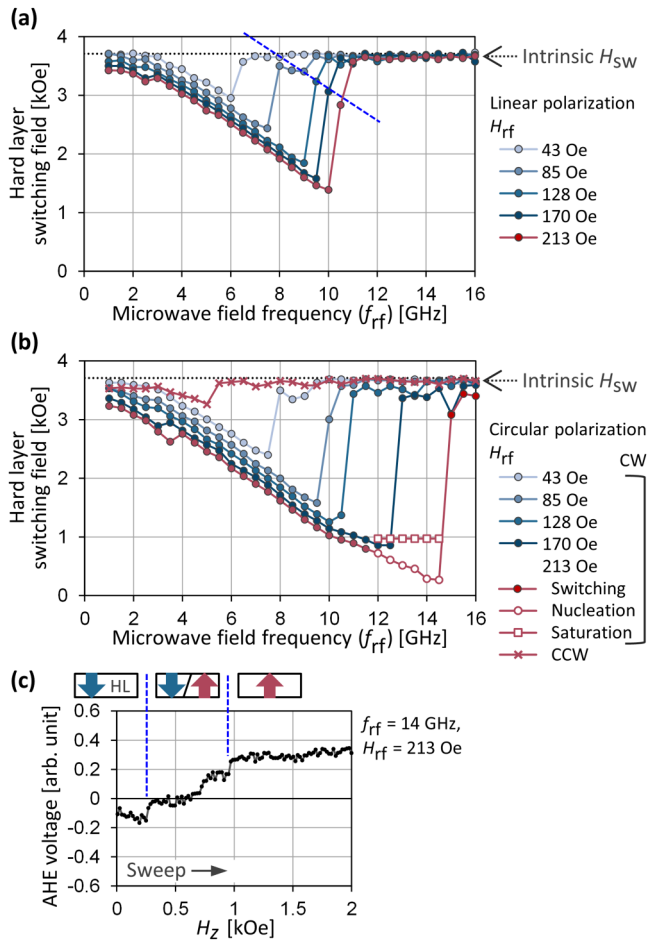 (a)
4
3
2
1
0
Hard layer
switching field [kOe]
0 2 4 6 8 10 12 14 16
Microwave field frequency (frf) [GHz]
Intrinsic HSW
Linear polarization
Hrf
43 Oe
85 Oe
128 Oe
170 Oe
213 Oe
(b)
4
3
2
1
0
Hard layer
switching field [kOe]
0 2 4 6 8 10 12 14 16
Microwave field frequency (frf) [GHz]
Intrinsic HSW
Circular polarization
Hrf CW
43 Oe
85 Oe
128 Oe
170 Oe
213 Oe
Switching
Nucleation
Saturation
CCW
(c)
HL
0.6
0.4
0.2
0
-0.2
-0.4
-0.6
AHE voltage [arb. unit]
Sweep
0 0.5 1 1.5 2
HZ [kOe]
frf = 14 GHz,
Hrf = 213 Oe